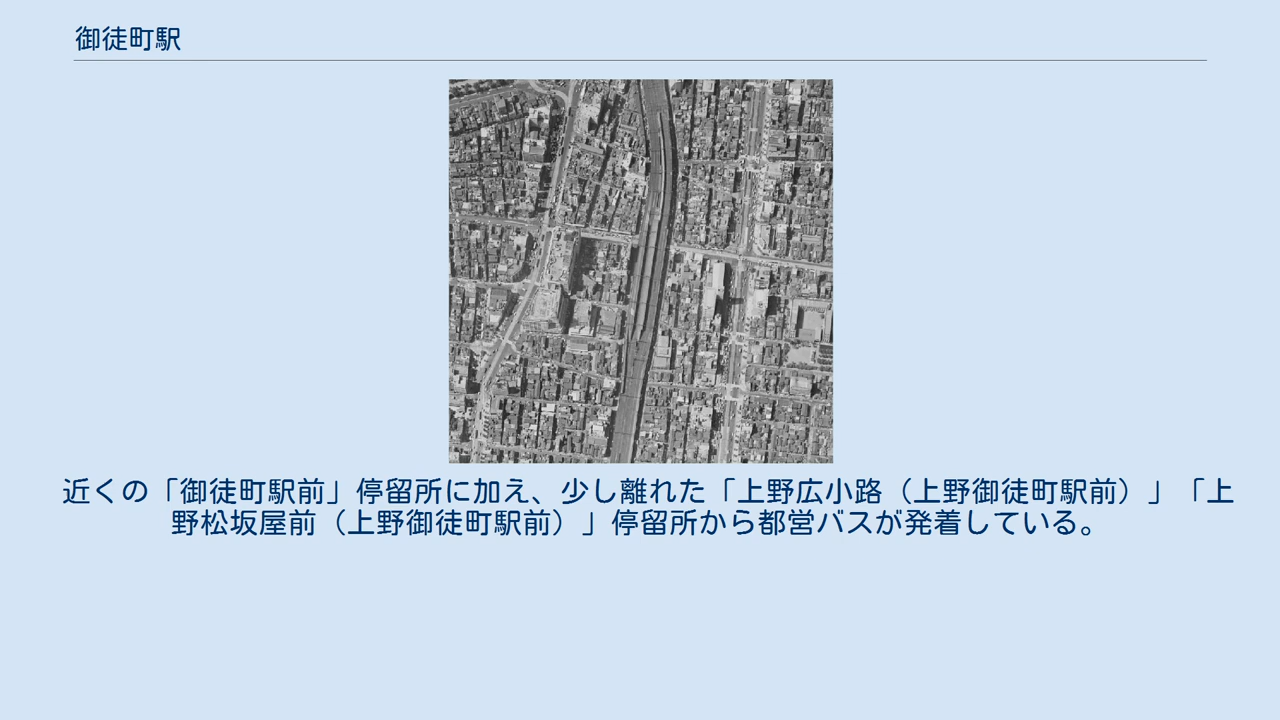 御徒町駅
近くの「御徒町駅前」停留所に加え、少し離れた「上野広小路（上野御徒町駅前）」「上
野松坂屋前（上野御徒町駅前）」停留所から都営バスが発着している。